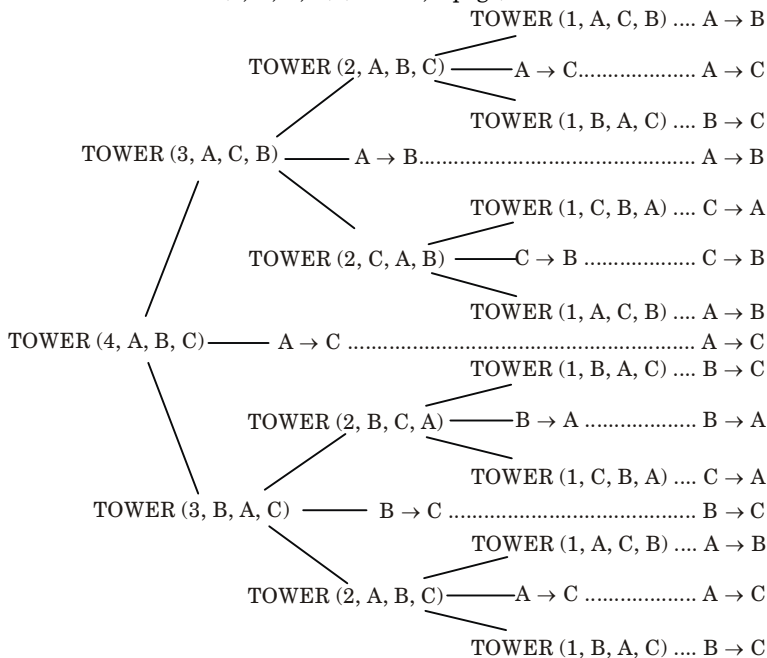 TOWER (1, A, C, B) .... A → B
TOWER (2, A, B, C) A → C..................... A → C
TOWER (1, B, A, C) .... B → C
TOWER (3, A, C, B) A → B.................................................. A → B
TOWER (1, C, B, A) .... C → A
TOWER (2, C, A, B) C → B .................... C → B
TOWER (1, A, C, B) .... A → B
TOWER (4, A, B, C) A → C ............................................................... A → C
TOWER (1, B, A, C) .... B → C
TOWER (2, B, C, A) B → A .................... B → A
TOWER (1, C, B, A) .... C → A
TOWER (3, B, A, C) B → C ............................................. B → C
TOWER (1, A, C, B) .... A → B
TOWER (2, A, B, C) A → C .................... A → C
TOWER (1, B, A, C) .... B → C